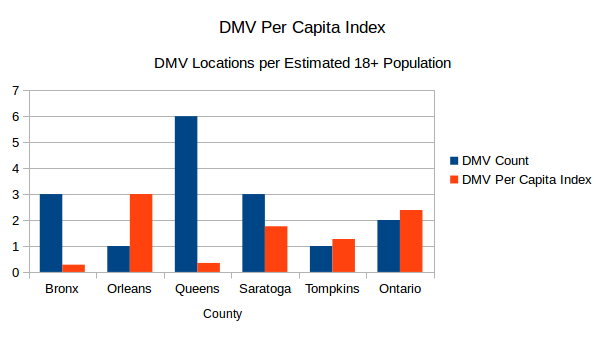 DMV Per Capita Index
DMV Locations per Estimated 18+ Population
7
6
5
4
3
2
1
0
DMV Count
DMV Per Capita Index
Bronx Orleans Queens Saratoga Tompkins Ontario
County